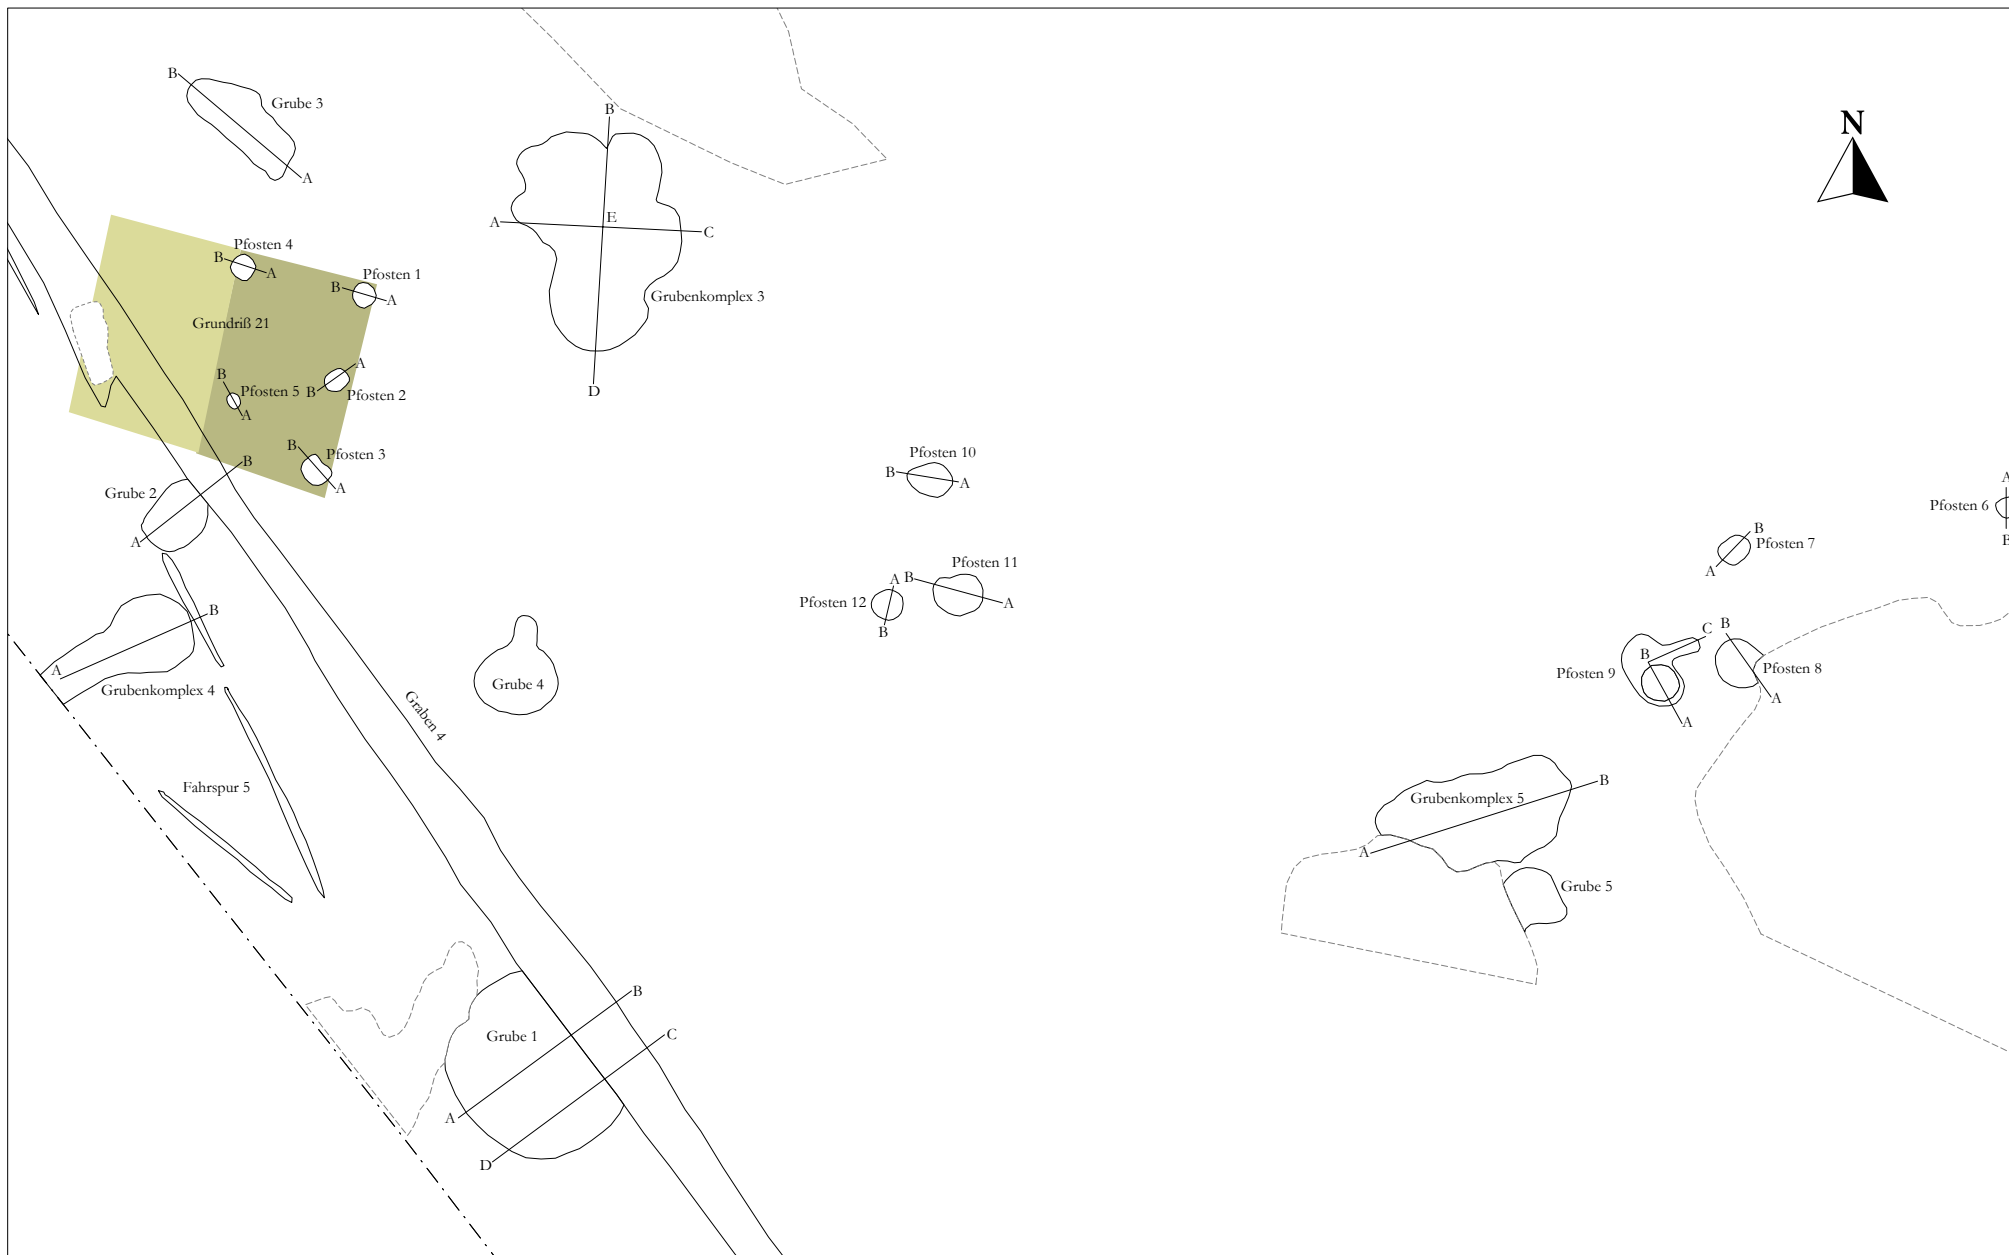 B
Grube 3
A
N
B
A
E
C
D
Grubenkomplex 3
Pfosten 4
B
A
Pfosten 1
B
A
Grundriß 21
A
B
Pfosten 2
B
Pfosten 5
A
B
Pfosten 3
A
B
Grube 2
A
Pfosten 10
B
A
A
Pfosten 6
B
B
Pfosten 7
A
Pfosten 11
A
B
A
Pfosten 12
B
B
A
Grubenkomplex 4
C
B
B
Pfosten 9
A
Pfosten 8
A
Grube 4
Graben 4
Fahrspur 5
B
Grubenkomplex 5
A
Grube 5
B
Grube 1
C
A
D